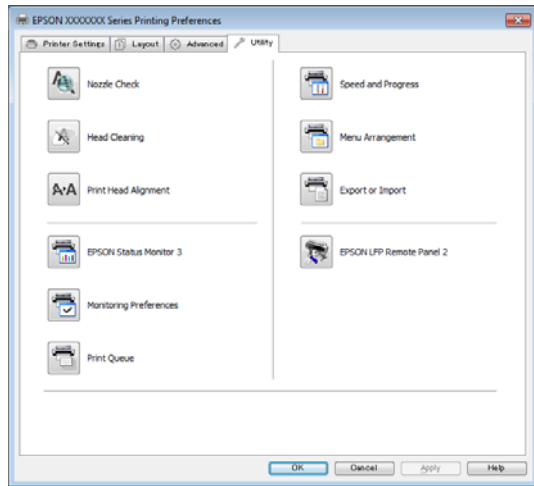 EPSON XXXXXXX Series Printing Preferences
Printer Settings Layout Advanced Utility
Nozzle Check
Head Cleaning
A·A Print Head Alignment
EPSON Status Monitor 3
Monitoring Preferences
Print Queue
Speed and Progress
Menu Arrangement
Export or Import
EPSON LFP Remote Panel 2
OK Cancel Apply Help